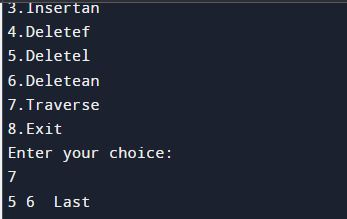 3.Insertan
4.Deletef
5.Deletel
6.Deletean
7.Traverse
8.Exit
Enter your choice:
7
5 6  Last